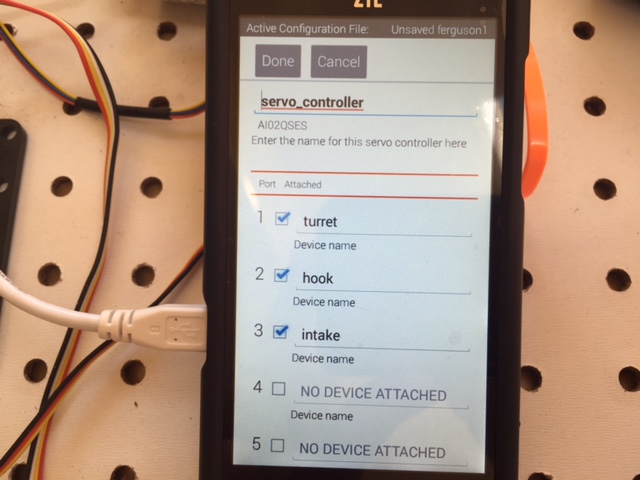 ZTE
Active Configuration File: Unsaved ferguson1
Done Cancel
servo_controller
AI02QSES
Enter the name for this servo controller here
Port Attached
1 turret
Device name
2 hook
Device name
3 intake
Device name
4 NO DEVICE ATTACHED
Device name
5 NO DEVICE ATTACHED